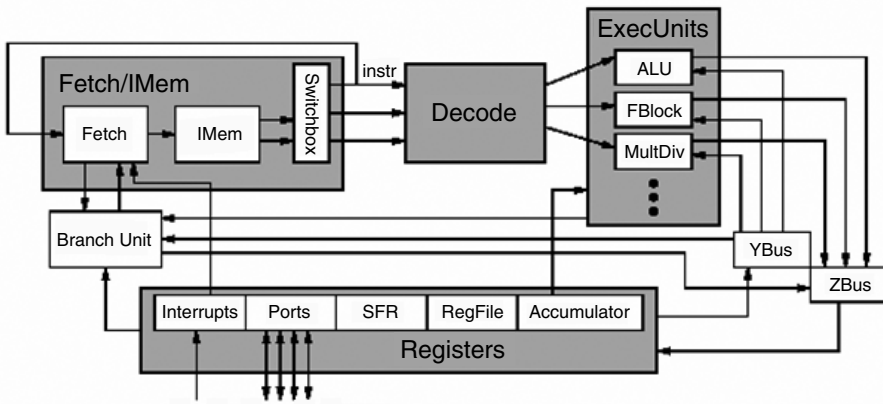 ExecUnits
Fetch/IMem
Switchbox
instr
Decode
ALU
Fetch
IMem
FBlock
MultDiv
Branch Unit
YBus
ZBus
Interrupts
Ports
SFR
RegFile
Accumulator
Registers